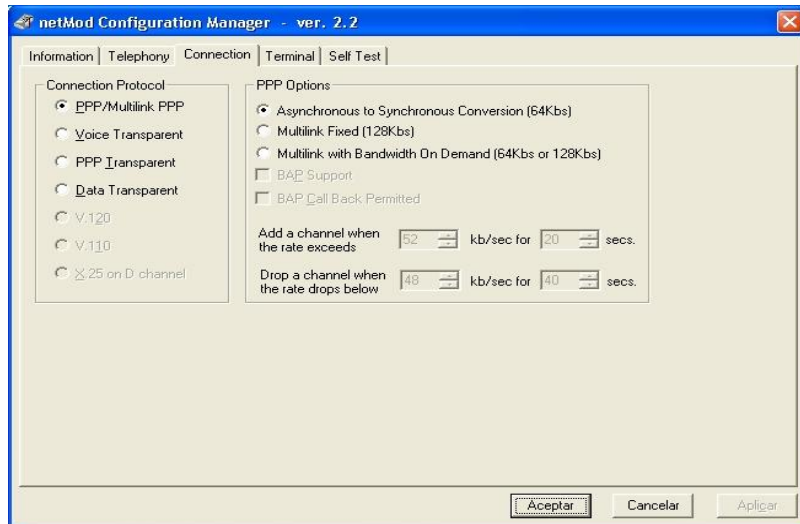 netMod Configuration Manager - ver. 2.2
Information Telephony Connection Terminal Self Test
Connection Protocol
PPP/Multilink PPP
Voice Transparent
PPP Transparent
Data Transparent
V.120
V.110
X.25 on D channel
PPP Options
Asynchronous to Synchronous Conversion (64Kbs)
Multilink Fixed (128Kbs)
Multilink with Bandwidth On Demand (64Kbs or 128Kbs)
BAP Support
BAP Call Back Permitted
Add a channel when
the rate exceeds 52 kb/sec for 20 secs.
Drop a channel when
the rate drops below 48 kb/sec for 40 secs.
Aceptar Cancelar Aplicar